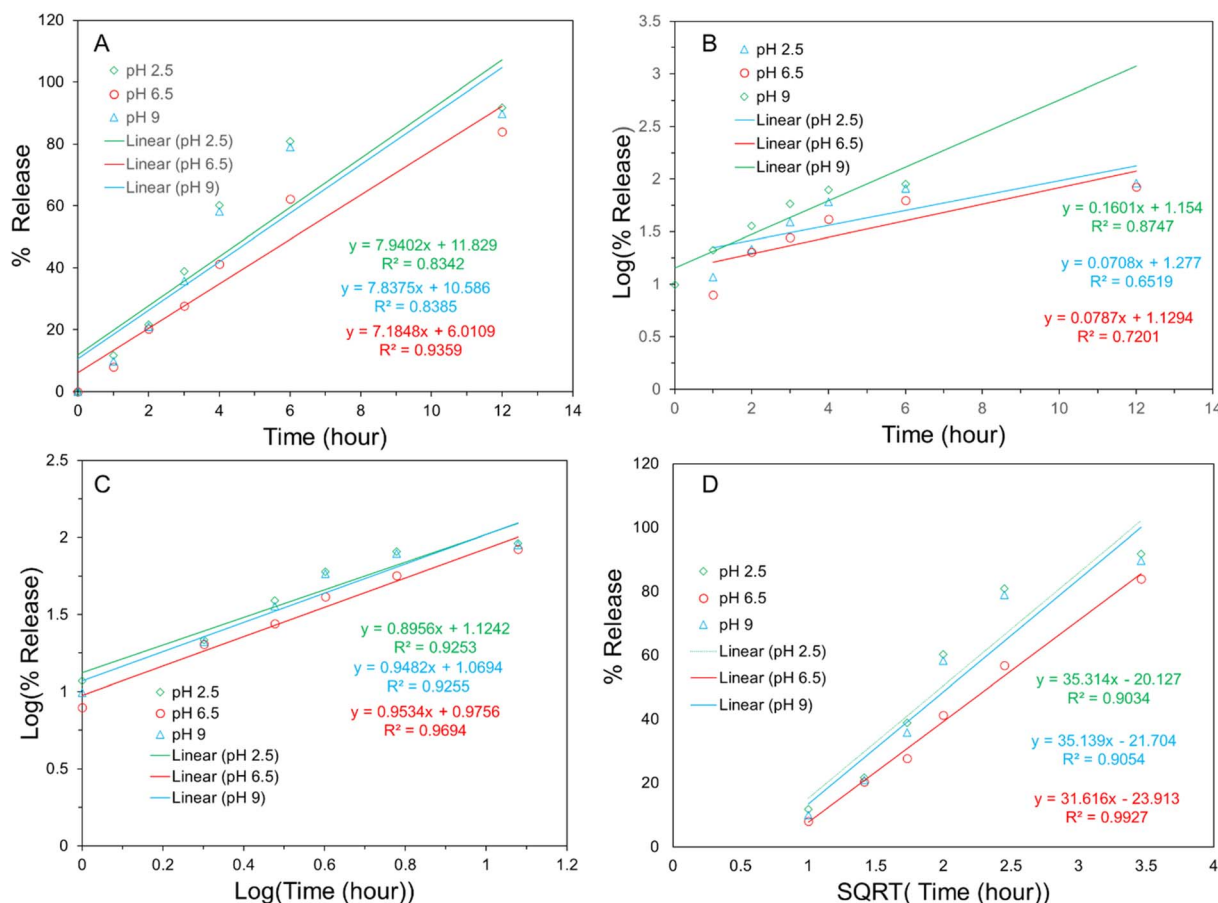 A
pH 2.5
pH 6.5
pH 9
Linear (pH 2.5)
Linear (pH 6.5)
Linear (pH 9)
y = 7.9402x + 11.829
R² = 0.8342
y = 7.8375x + 10.586
R² = 0.8385
y = 7.1848x + 6.0109
R² = 0.9359
% Release
120
100
80
60
40
20
0
0 2 4 6 8 10 12 14
Time (hour)
B
pH 2.5
pH 6.5
pH 9
Linear (pH 2.5)
Linear (pH 6.5)
Linear (pH 9)
y = 0.1601x + 1.154
R² = 0.8747
y = 0.0708x + 1.277
R² = 0.6519
y = 0.0787x + 1.1294
R² = 0.7201
Log(% Release)
3.5
3
2.5
2
1.5
1
0.5
0
0 2 4 6 8 10 12 14
Time (hour)
C
y = 0.8956x + 1.1242
R² = 0.9253
y = 0.9482x + 1.0694
R² = 0.9255
y = 0.9534x + 0.9756
R² = 0.9694
pH 2.5
pH 6.5
pH 9
Linear (pH 2.5)
Linear (pH 6.5)
Linear (pH 9)
Log(% Release)
2.5
2
1.5
1
0.5
0
0 0.2 0.4 0.6 0.8 1 1.2
Log(Time (hour))
D
pH 2.5
pH 6.5
pH 9
Linear (pH 2.5)
Linear (pH 6.5)
Linear (pH 9)
y = 35.314x - 20.127
R² = 0.9034
y = 35.139x - 21.704
R² = 0.9054
y = 31.616x - 23.913
R² = 0.9927
% Release
120
100
80
60
40
20
0
0 0.5 1 1.5 2 2.5 3 3.5 4
SQRT( Time (hour))